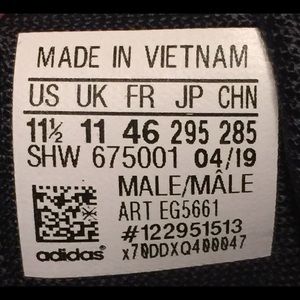 MADE IN VIETNAM
US UK FR JP CHN
11½ 11 46 295 285
SHW 675001 04/19
MALE/MÂLE
ART EG5661
#122951513
adidas x70DDXQ400047